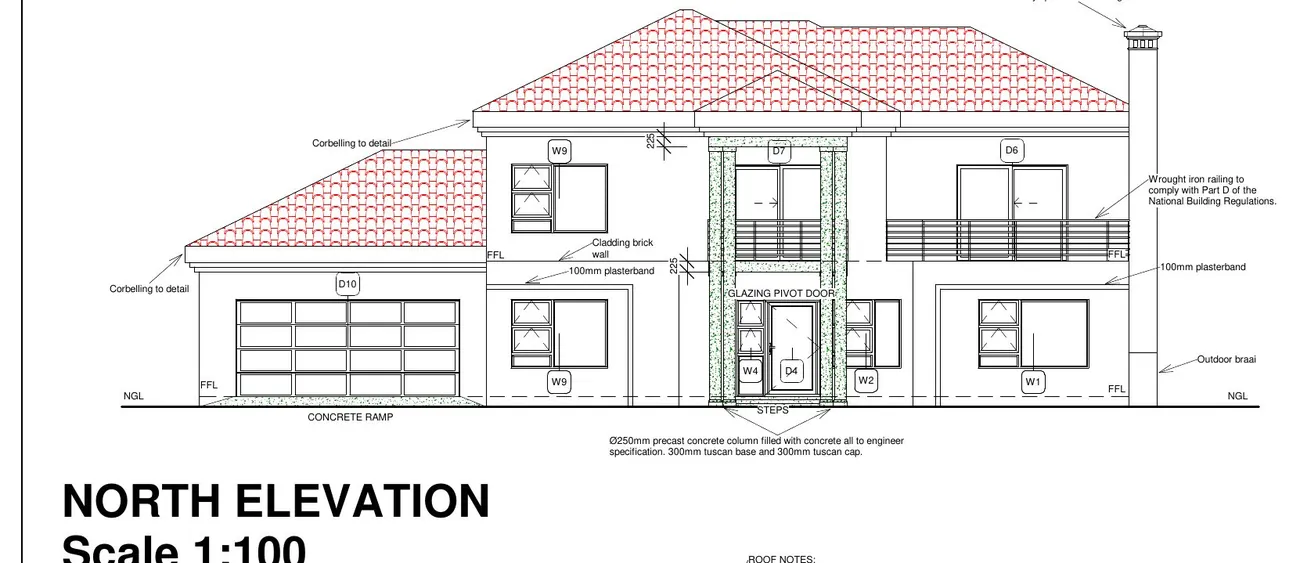 Corbelling to detail
225
W9
D7
D6
Wrought iron railing to
comply with Part D of the
National Building Regulations.
Cladding brick
wall
FFL
FFL
225
100mm plasterband
100mm plasterband
Corbelling to detail
D10
GLAZING PIVOT DOOR
Outdoor braai
W9
W4
D4
W2
W1
FFL
FFL
NGL
NGL
CONCRETE RAMP
STEPS
Ø250mm precast concrete column filled with concrete all to engineer
specification. 300mm tuscan base and 300mm tuscan cap.
NORTH ELEVATION
Scale 1:100
ROOF NOTES: